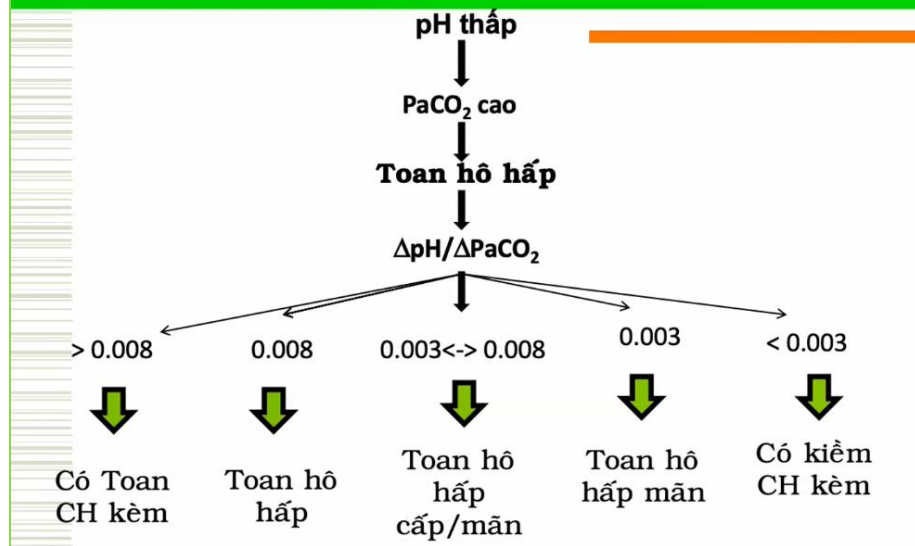 pH thấp
PaCO₂ cao
Toan hô hấp
∆pH/∆PaCO₂
> 0.008
0.008
0.003<-> 0.008
0.003
< 0.003
Có Toan
CH kèm
Toan hô
hấp
Toan hô
hấp
cấp/mãn
Toan hô
hấp mãn
Có kiềm
CH kèm